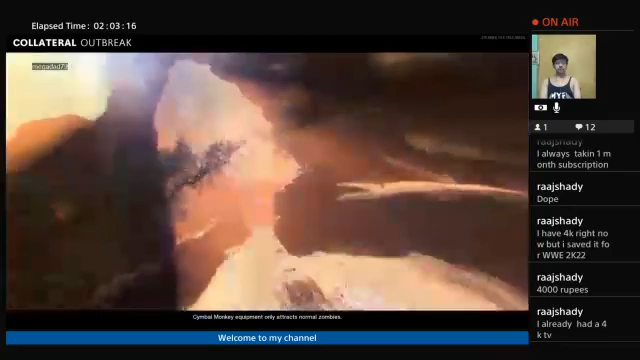 Elapsed Time : 02:03:16
ON AIR
COLLATERAL OUTBREAK
1
12
raajshady
I always takin 1 m
onth subscription
raajshady
Dope
raajshady
I have 4k right no
w but i saved it fo
r WWE 2K22
raajshady
4000 rupees
raajshady
I already had a 4
k tv
Cymbal Monkey equipment only attracts normal zombies.
Welcome to my channel